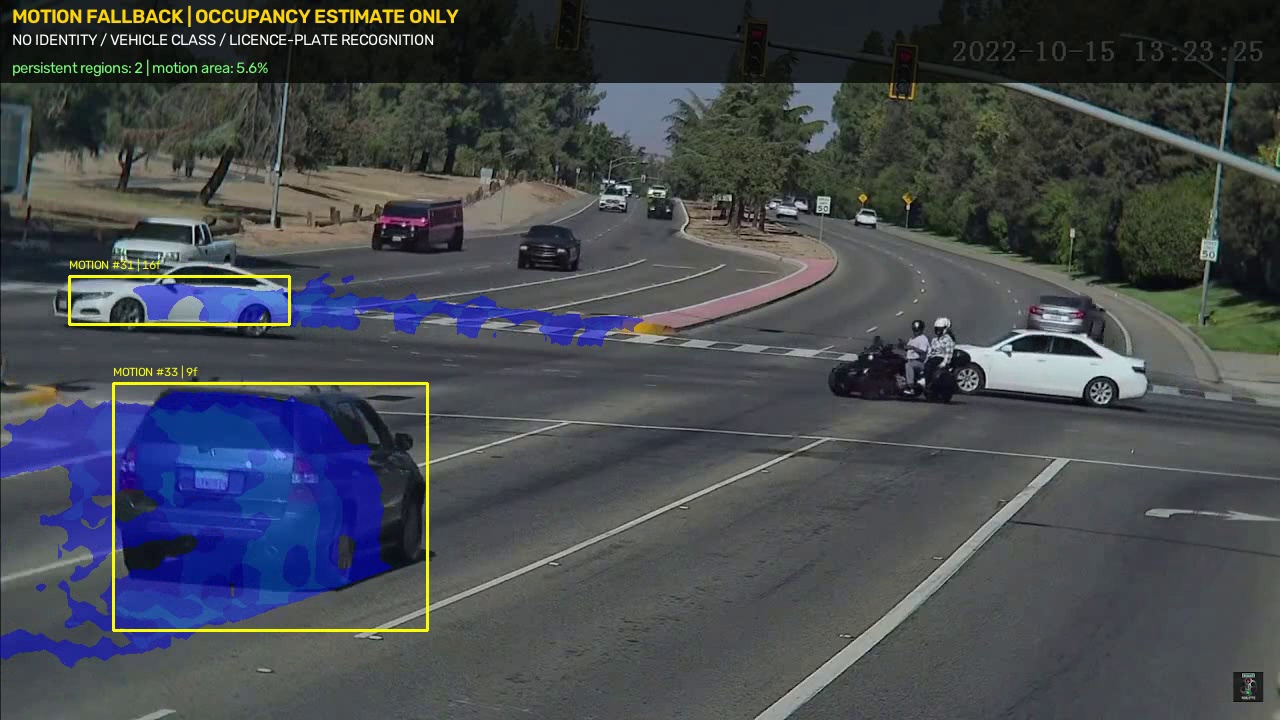 MOTION FALLBACK | OCCUPANCY ESTIMATE ONLY
NO IDENTITY / VEHICLE CLASS / LICENCE-PLATE RECOGNITION
2022-10-15 13:23:25
persistent regions: 2 | motion area: 5.6%
50
50
MOTION #31 | 16f
MOTION #33 | 9f